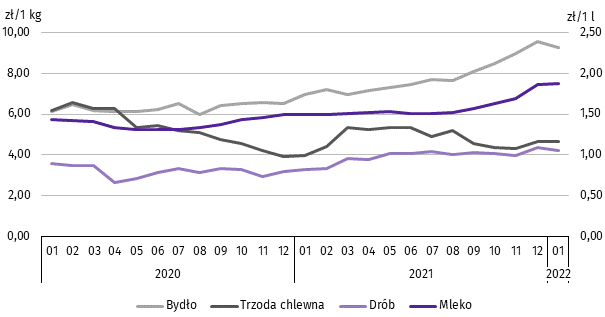 zł/1 kg zł/1 l
10,00 2,50
8,00 2,00
6,00 1,50
4,00 1,00
2,00 0,50
0,00 0,00
01 02 03 04 05 06 07 08 09 10 11 12 01 02 03 04 05 06 07 08 09 10 11 12 01
2020 2021 2022
Bydło Trzoda chlewna Drób Mleko